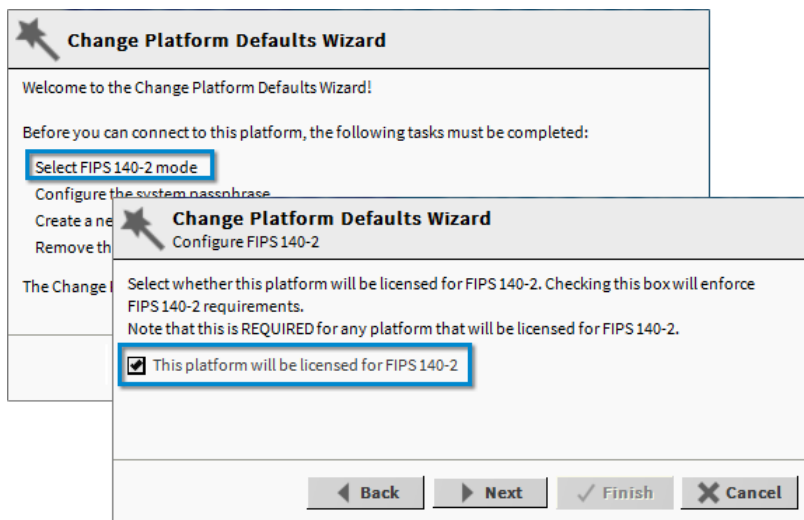 Change Platform Defaults Wizard
Welcome to the Change Platform Defaults Wizard!
Before you can connect to this platform, the following tasks must be completed:
Select FIPS 140-2 mode
Configure the system passphrase
Create a ne
Remove th
The Change
Change Platform Defaults Wizard
Configure FIPS 140-2
Select whether this platform will be licensed for FIPS 140-2. Checking this box will enforce
FIPS 140-2 requirements.
Note that this is REQUIRED for any platform that will be licensed for FIPS 140-2.
This platform will be licensed for FIPS 140-2
Back Next Finish Cancel